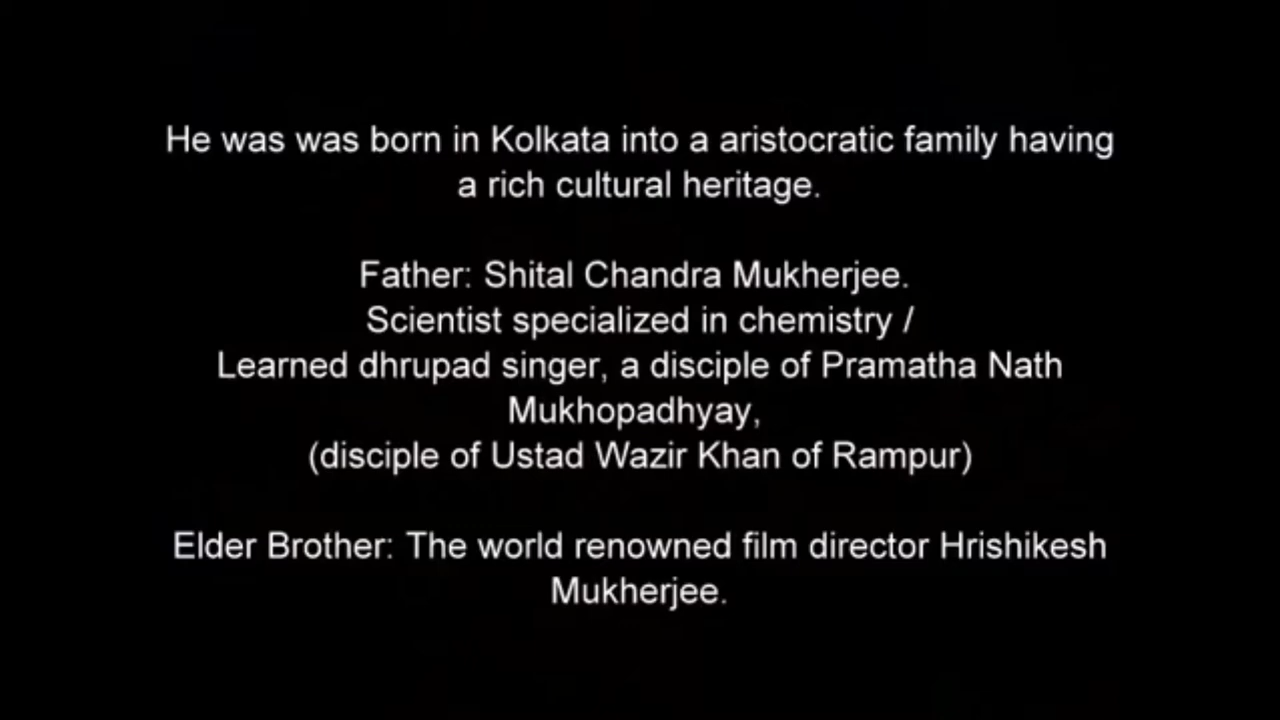 He was was born in Kolkata into a aristocratic family having
a rich cultural heritage.
Father: Shital Chandra Mukherjee.
Scientist specialized in chemistry /
Learned dhrupad singer, a disciple of Pramatha Nath
Mukhopadhyay,
(disciple of Ustad Wazir Khan of Rampur)
Elder Brother: The world renowned film director Hrishikesh
Mukherjee.